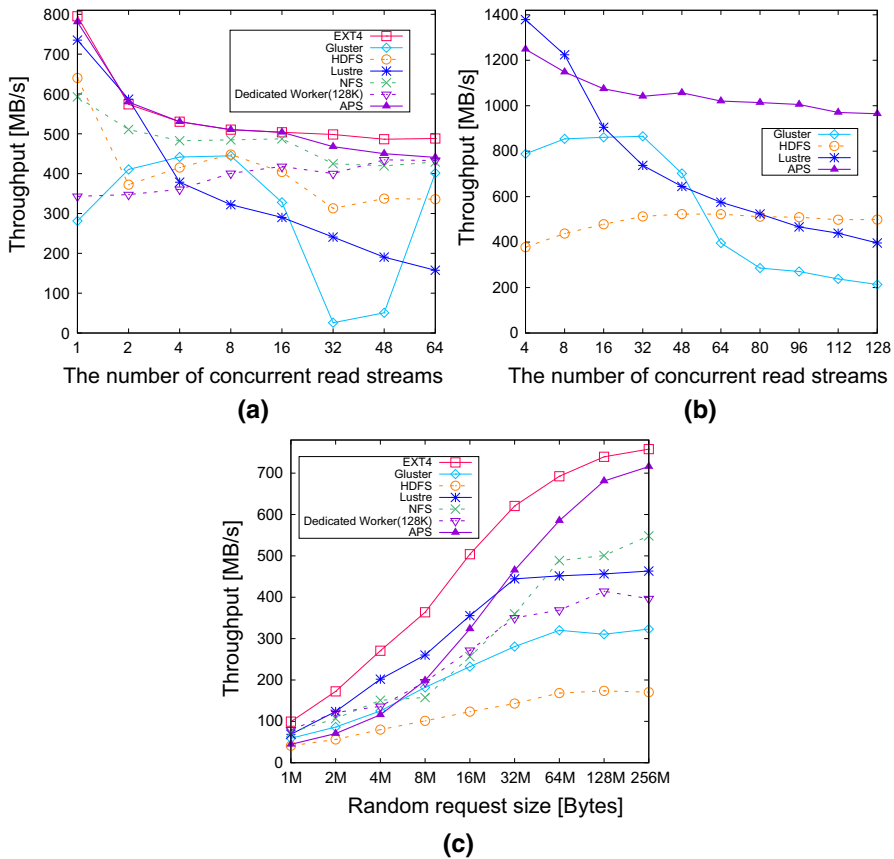 800
700
600
500
400
300
200
100
0
Throughput [MB/s]
EXT4
Gluster
HDFS
Lustre
NFS
Dedicated Worker(128K)
APS
1 2 4 8 16 32 48 64
The number of concurrent read streams
(a)
1400
1200
1000
800
600
400
200
0
Throughput [MB/s]
Gluster
HDFS
Lustre
APS
4 8 16 32 48 64 80 96 112 128
The number of concurrent read streams
(b)
700
600
500
400
300
200
100
0
Throughput [MB/s]
EXT4
Gluster
HDFS
Lustre
NFS
Dedicated Worker(128K)
APS
1M 2M 4M 8M 16M 32M 64M 128M 256M
Random request size [Bytes]
(c)